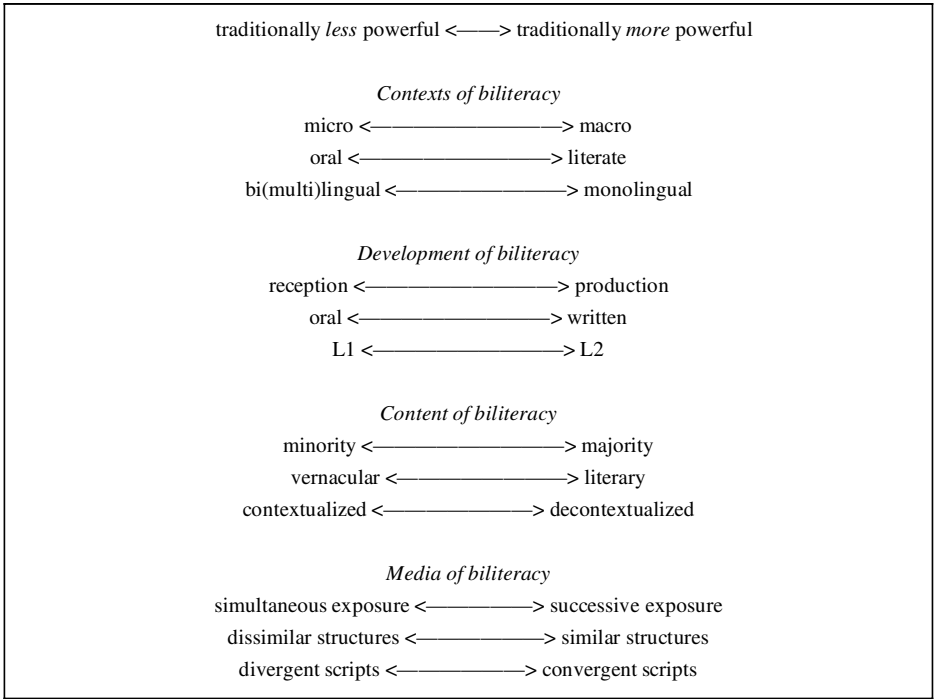 traditionally less powerful <——> traditionally more powerful
Contexts of biliteracy
micro <—————————> macro
oral <—————————> literate
bi(multi)lingual <————————> monolingual
Development of biliteracy
reception <—————————> production
oral <—————————> written
L1 <—————————> L2
Content of biliteracy
minority <—————————> majority
vernacular <————————> literary
contextualized <———————> decontextualized
Media of biliteracy
simultaneous exposure <—————> successive exposure
dissimilar structures <——————> similar structures
divergent scripts <——————> convergent scripts